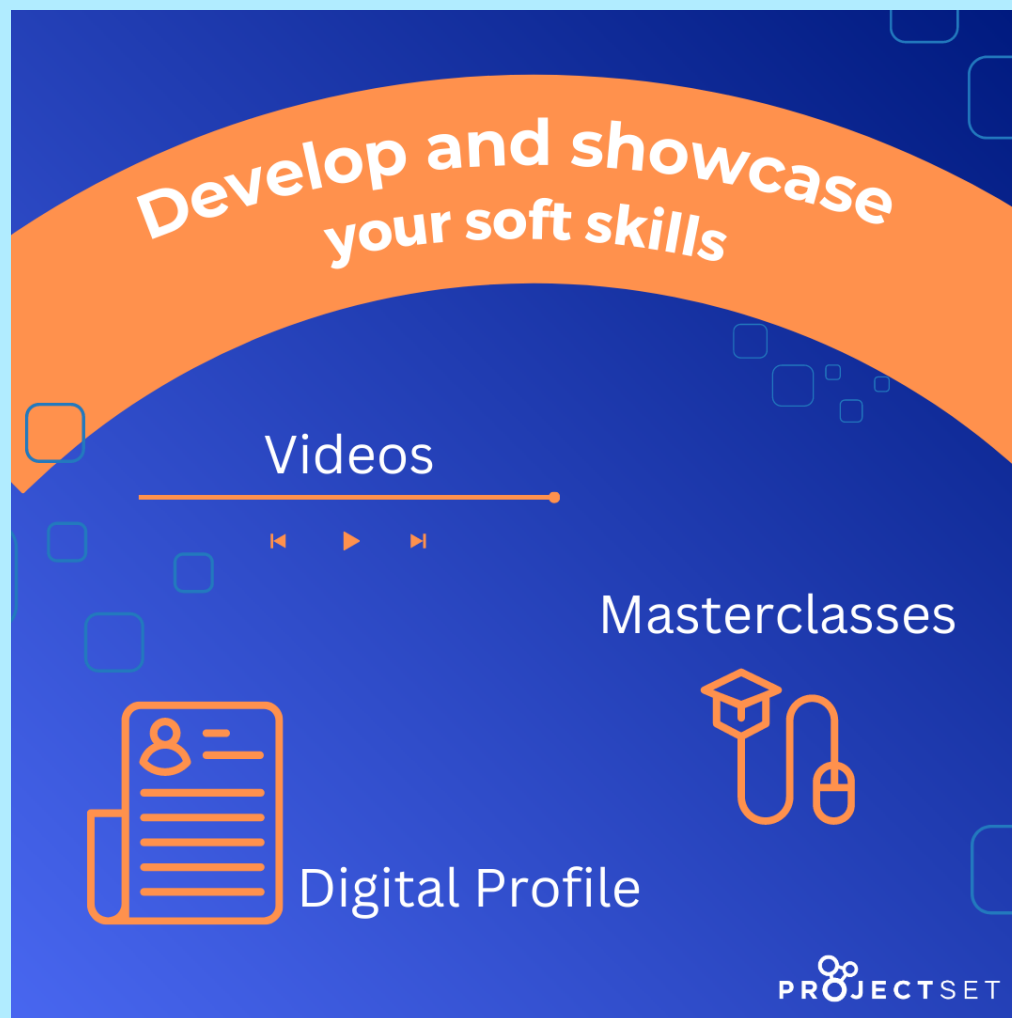 Develop and showcase
your soft skills
Videos
Masterclasses
Digital Profile
PROJECTSET